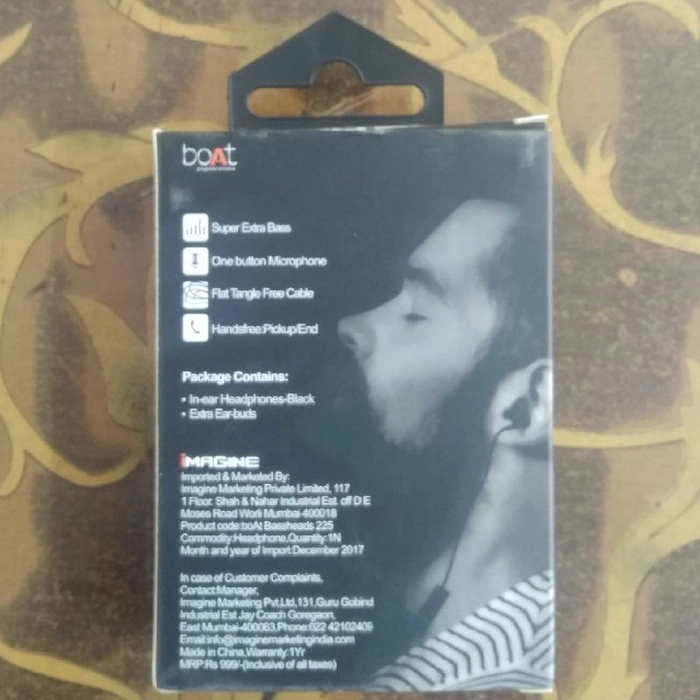 boAt
plug into nirvana
Super Extra Bass
One button Microphone
Flat Tangle Free Cable
Handsfree:Pickup/End
Package Contains:
• In-ear Headphones-Black
• Extra Ear-buds
iMAGINE
Imported & Marketed By:
Imagine Marketing Private Limited, 117
1 Floor. Shah & Nahar Industrial Est. off D E
Moses Road Worli Mumbai-400018
Product code:boAt Bassheads 225
Commodity:Headphone,Quantity:1N
Month and year of Import:December 2017
In case of Customer Complaints,
Contact:Manager,
Imagine Marketing Pvt.Ltd,131,Guru Gobind
Industrial Est Jay Coach Goregaon,
East Mumbai-400063,Phone:022 42102405
Email:info@imaginemarketingindia.com
Made in China,Warranty:1Yr
MRP:Rs 999/-(Inclusive of all taxes)